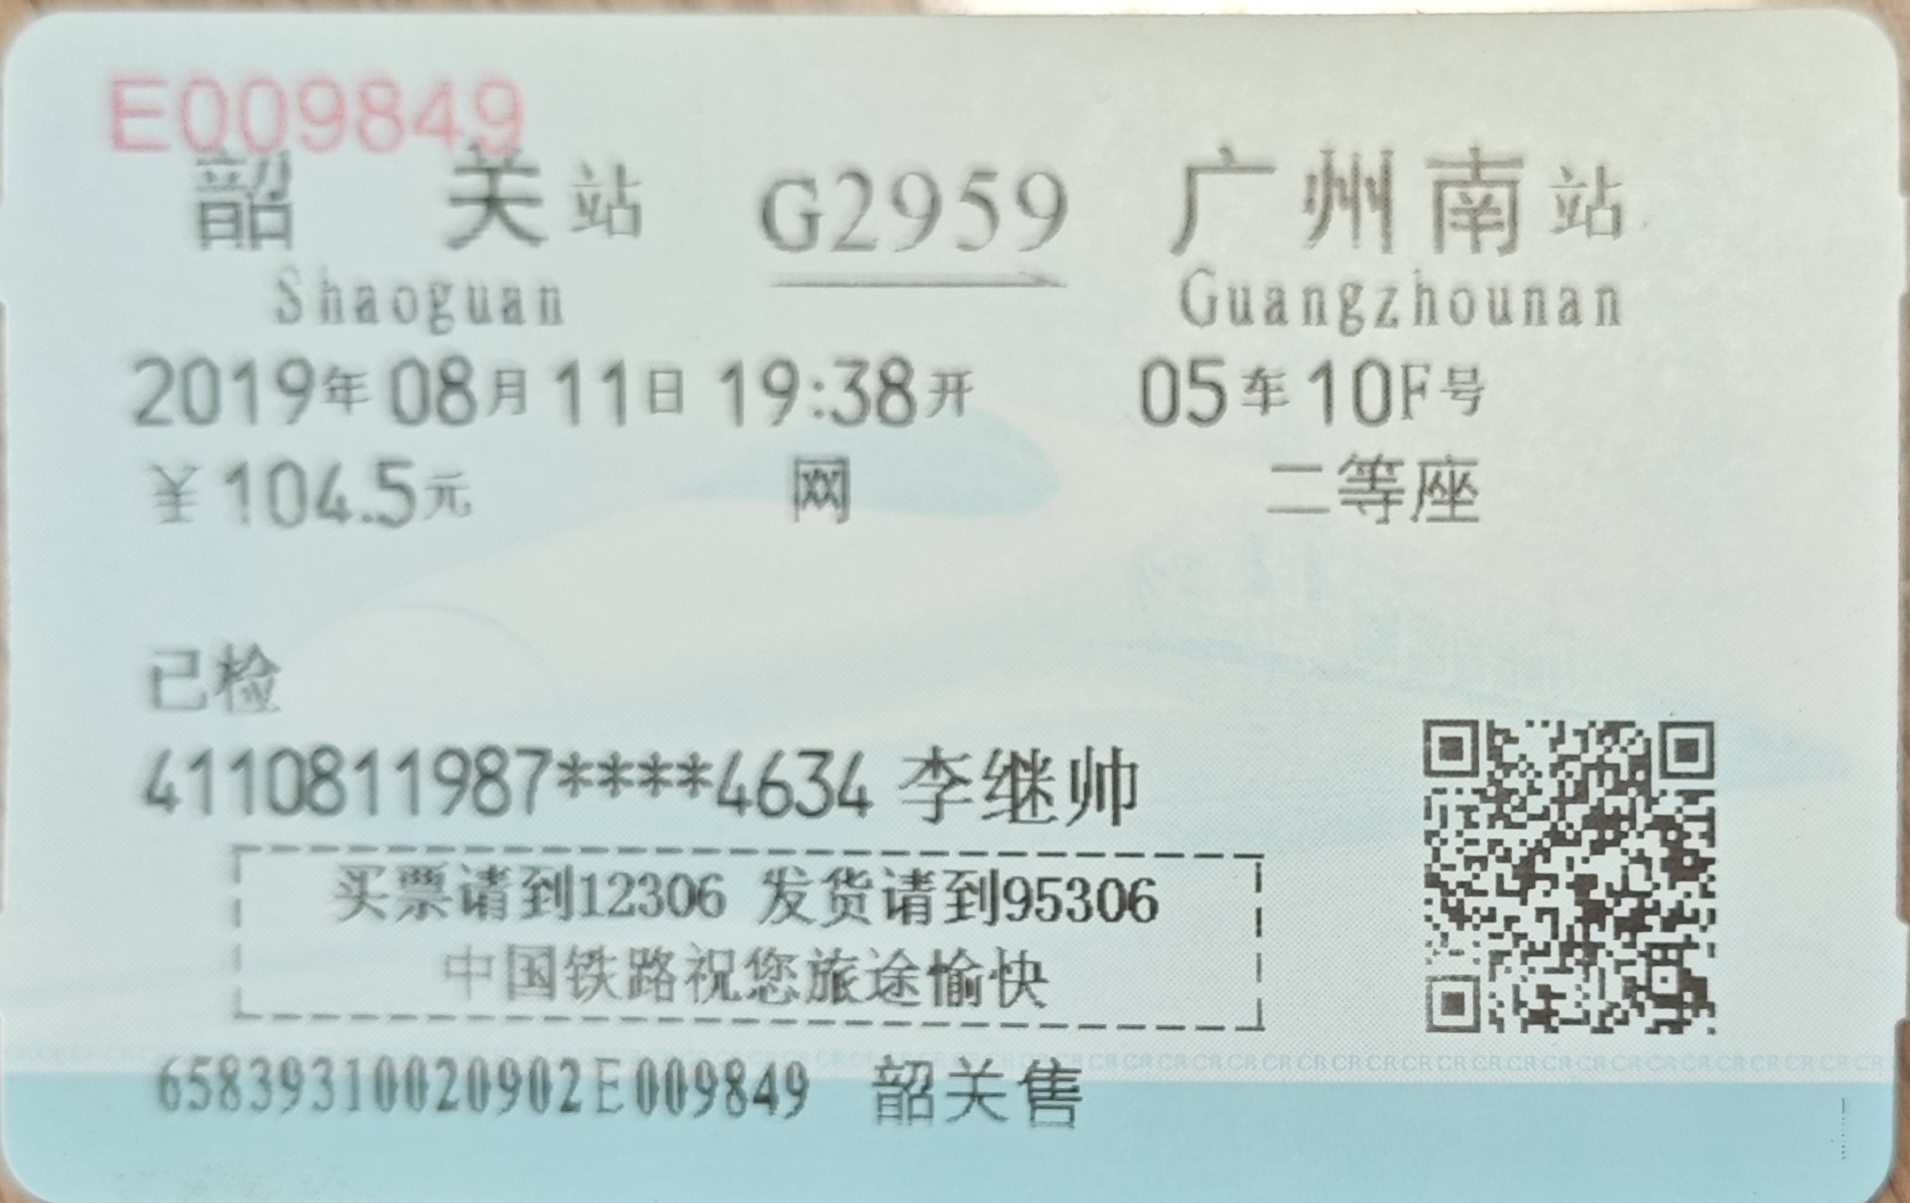 E009849
韶 关站 G2959 广州南站
Shaoguan Guangzhounan
2019年08月11日 19:38开 05车10F号
￥104.5元 网 二等座
已检
4110811987****4634 李继帅
买票请到12306 发货请到95306
中国铁路祝您旅途愉快
65839310020902E009849 韶关售